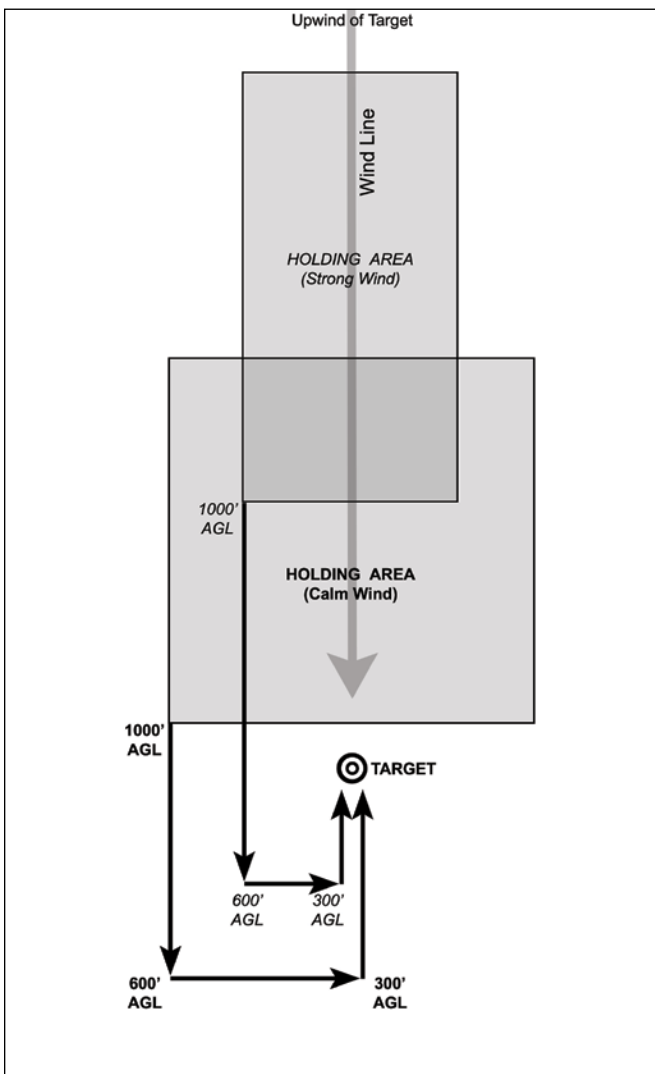 Upwind of Target
Wind Line
HOLDING AREA
(Strong Wind)
1000'
AGL
HOLDING AREA
(Calm Wind)
1000'
AGL
TARGET
600'
AGL
300'
AGL
600'
AGL
300'
AGL